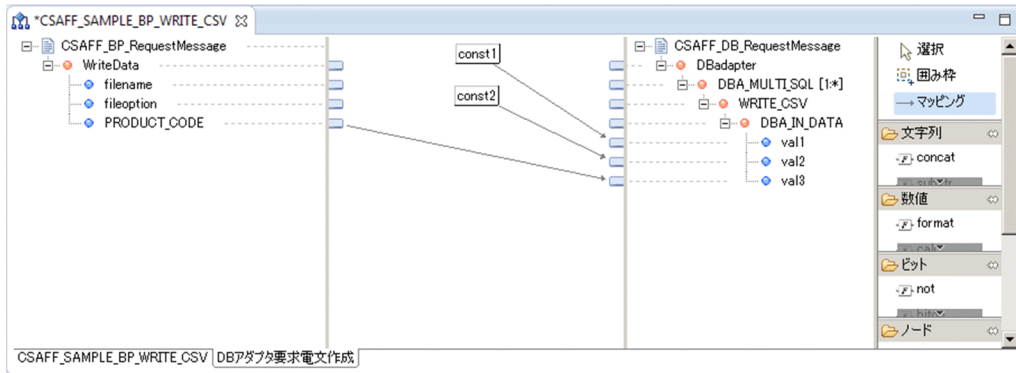 *CSAFF_SAMPLE_BP_WRITE_CSV
CSAFF_BP_RequestMessage
WriteData
filename
fileoption
PRODUCT_CODE
const1
const2
CSAFF_DB_RequestMessage
DBadapter
DBA_MULTI_SQL [1:*]
WRITE_CSV
DBA_IN_DATA
val1
val2
val3
選択
囲み枠
マッピング
文字列
concat
数値
format
ビット
not
ノード
CSAFF_SAMPLE_BP_WRITE_CSV
DBアダプタ要求電文作成